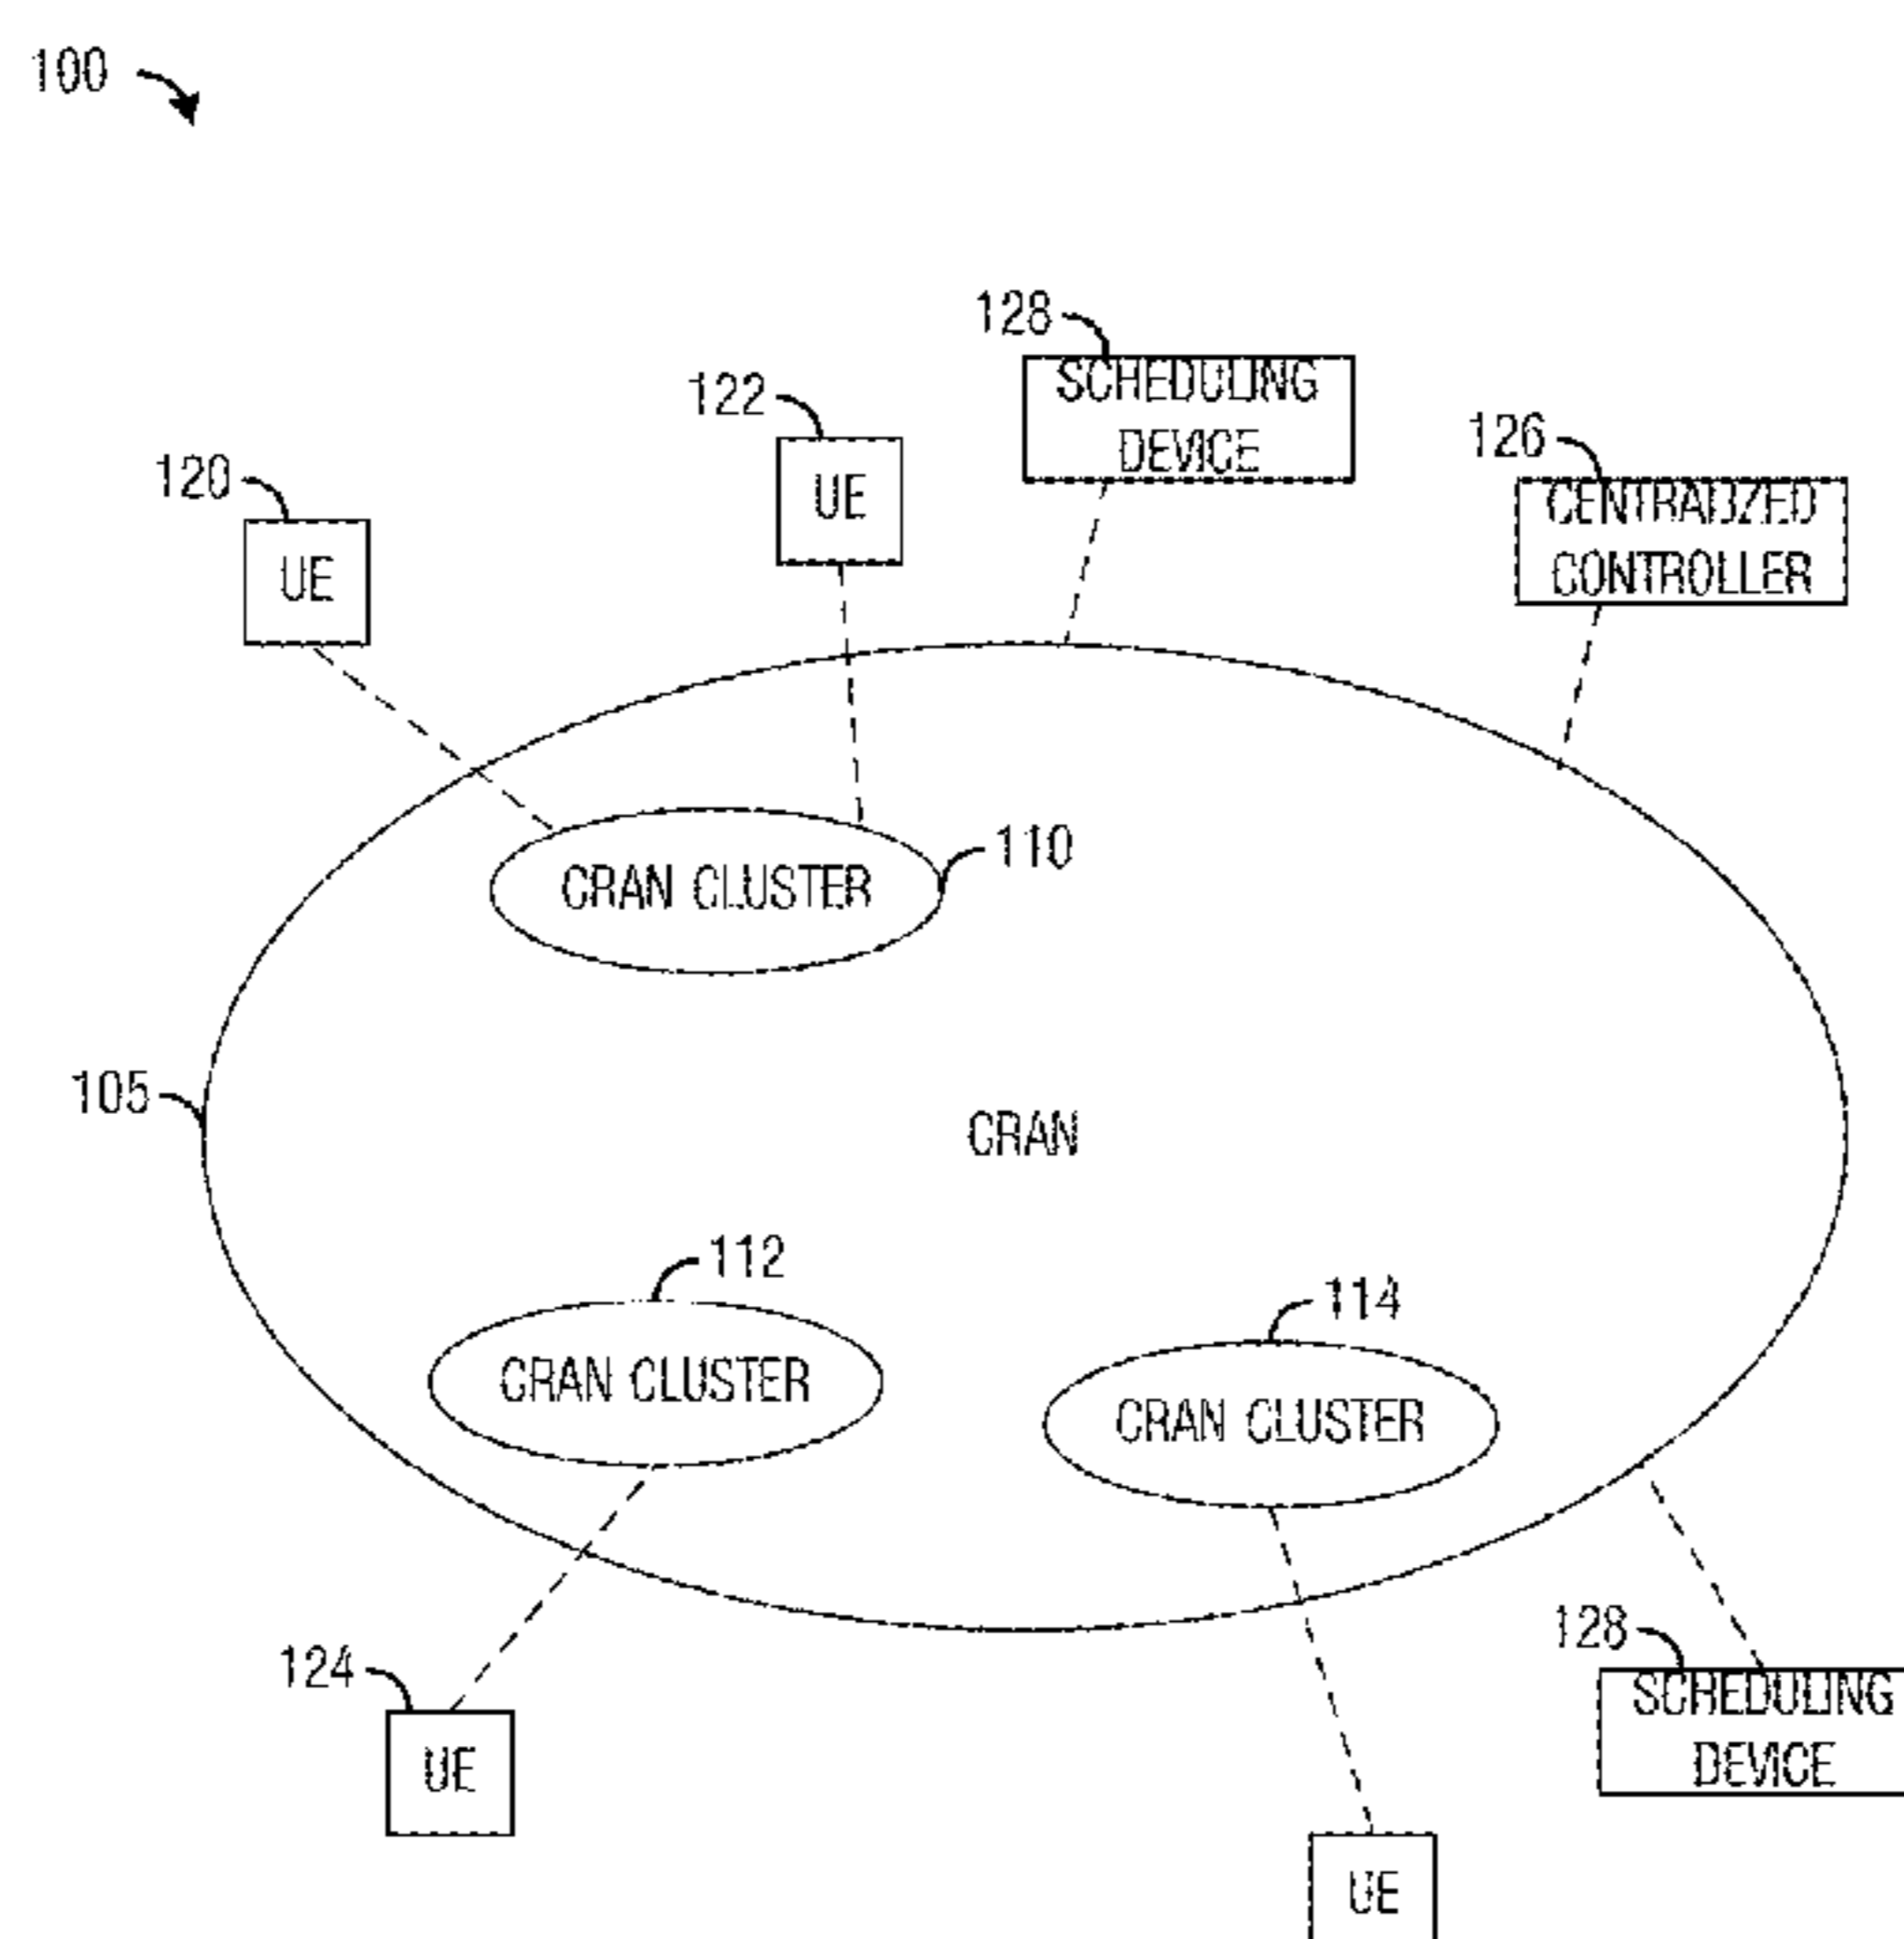 100
128
SCHEDULING
DEVICE
122
UE
126
CENTRALIZED
CONTROLLER
120
UE
110
CRAN CLUSTER
105
CRAN
112
CRAN CLUSTER
114
CRAN CLUSTER
124
UE
128
SCHEDULING
DEVICE
UE